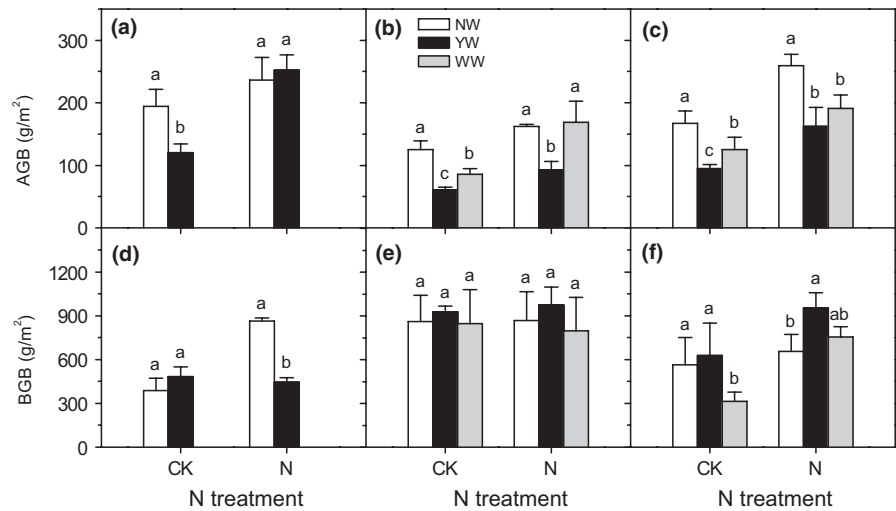 (a) (b) (c)
NW
YW
WW
AGB (g/m²)
300
200
100
0
a b a a
a c b a b a
a c b a b b
(d) (e) (f)
BGB (g/m²)
1200
900
600
300
0
a a a b
a a a a a a
a a b b a ab
CK N CK N CK N
N treatment N treatment N treatment